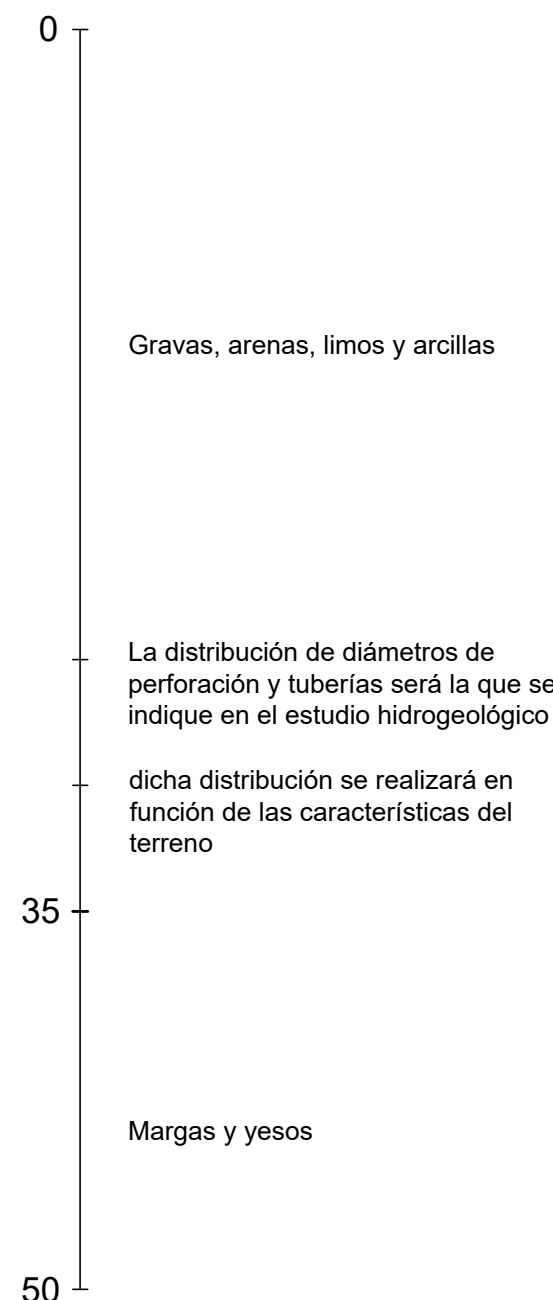 0
Gravas, arenas, limos y arcillas
La distribución de diámetros de
perforación y tuberías será la que se
indique en el estudio hidrogeológico
dicha distribución se realizará en
función de las características del
terreno
35
Margas y yesos
50